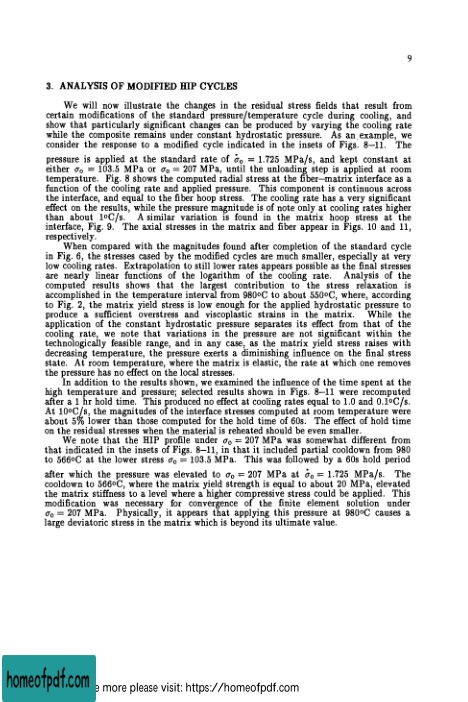 9
3. ANALYSIS OF MODIFIED HIP CYCLES
We will now illustrate the changes in the residual stress fields that result from
certain modifications of the standard pressure/temperature cycle during cooling, and
show that particularly significant changes can be produced by varying the cooling rate
while the composite remains under constant hydrostatic pressure. As an example, we
consider the response to a modified cycle indicated in the insets of Figs. 8–11. The
pressure is applied at the standard rate of σ̇₀ = 1.725 MPa/s, and kept constant at
either σ₀ = 103.5 MPa or σ₀ = 207 MPa, until the unloading step is applied at room
temperature. Fig. 8 shows the computed radial stress at the fiber–matrix interface as a
function of the cooling rate and applied pressure. This component is continuous across
the interface, and equal to the fiber hoop stress. The cooling rate has a very significant
effect on the results, while the pressure magnitude is of note only at cooling rates higher
than about 1ºC/s. A similar variation is found in the matrix hoop stress at the
interface, Fig. 9. The axial stresses in the matrix and fiber appear in Figs. 10 and 11,
respectively.
When compared with the magnitudes found after completion of the standard cycle
in Fig. 6, the stresses cased by the modified cycles are much smaller, especially at very
low cooling rates. Extrapolation to still lower rates appears possible as the final stresses
are nearly linear functions of the logarithm of the cooling rate. Analysis of the
computed results shows that the largest contribution to the stress relaxation is
accomplished in the temperature interval from 980ºC to about 550ºC, where, according
to Fig. 2, the matrix yield stress is low enough for the applied hydrostatic pressure to
produce a sufficient overstress and viscoplastic strains in the matrix. While the
application of the constant hydrostatic pressure separates its effect from that of the
cooling rate, we note that variations in the pressure are not significant within the
technologically feasible range, and in any case, as the matrix yield stress raises with
decreasing temperature, the pressure exerts a diminishing influence on the final stress
state. At room temperature, where the matrix is elastic, the rate at which one removes
the pressure has no effect on the local stresses.
In addition to the results shown, we examined the influence of the time spent at the
high temperature and pressure; selected results shown in Figs. 8–11 were recomputed
after a 1 hr hold time. This produced no effect at cooling rates equal to 1.0 and 0.1ºC/s.
At 10ºC/s, the magnitudes of the interface stresses computed at room temperature were
about 5% lower than those computed for the hold time of 60s. The effect of hold time
on the residual stresses when the material is reheated should be even smaller.
We note that the HIP profile under σ₀ = 207 MPa was somewhat different from
that indicated in the insets of Figs. 8–11, in that it included partial cooldown from 980
to 566ºC at the lower stress σ₀ = 103.5 MPa. This was followed by a 60s hold period
after which the pressure was elevated to σ₀ = 207 MPa at σ̇₀ = 1.725 MPa/s. The
cooldown to 566ºC, where the matrix yield strength is equal to about 20 MPa, elevated
the matrix stiffness to a level where a higher compressive stress could be applied. This
modification was necessary for convergence of the finite element solution under
σ₀ = 207 MPa. Physically, it appears that applying this pressure at 980ºC causes a
large deviatoric stress in the matrix which is beyond its ultimate value.
homeofpdf.com
e more please visit: https://homeofpdf.com